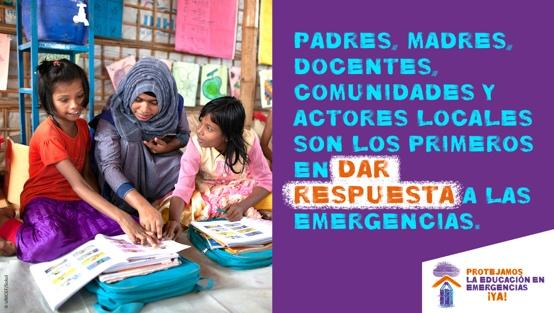 PADRES, MADRES,
DOCENTES,
COMUNIDADES Y
ACTORES LOCALES
SON LOS PRIMEROS
EN DAR
RESPUESTA A LAS
EMERGENCIAS.
PROTEJAMOS
LA EDUCACIÓN EN
EMERGENCIAS
¡YA!